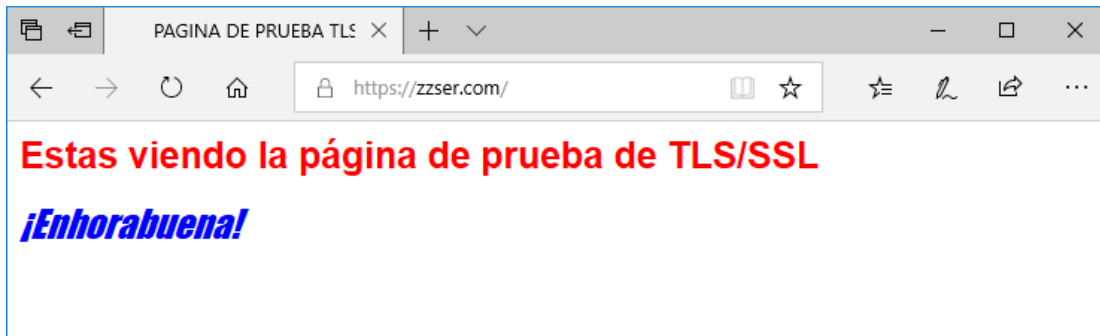 PAGINA DE PRUEBA TLS
https://zzser.com/
Estas viendo la página de prueba de TLS/SSL
¡Enhorabuena!